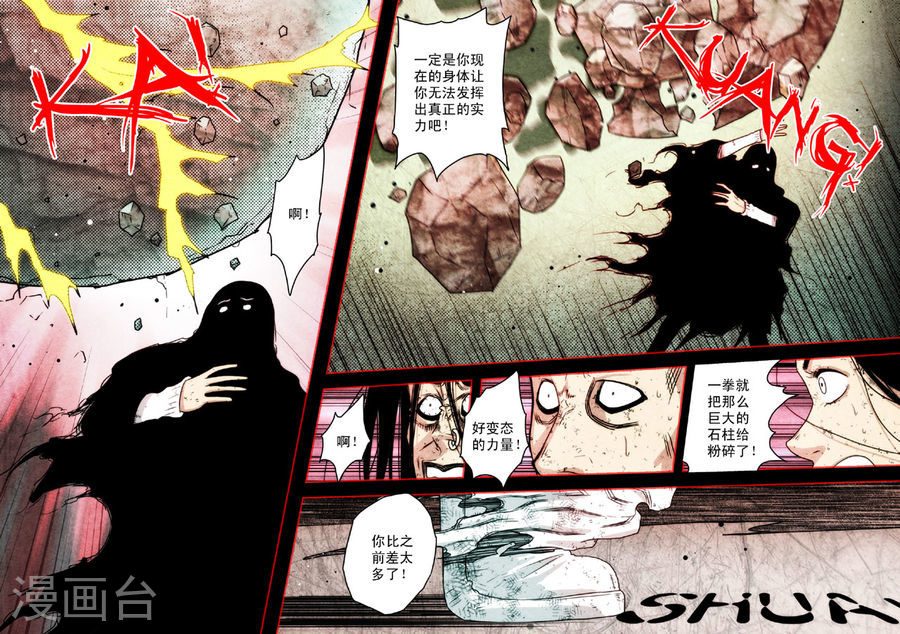 KUANG
一定是你现
在的身体让
你无法发挥
出真正的实
力吧！
KA!
啊！
一拳就
把那么
巨大的
石柱给
粉碎了！
好变态
的力量！
啊！
你比之
前差太
多了！
SHUA
漫画台